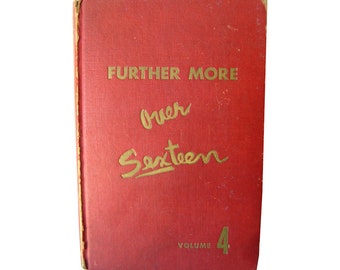 FURTHER MORE
Over
Sexteen
VOLUME 4